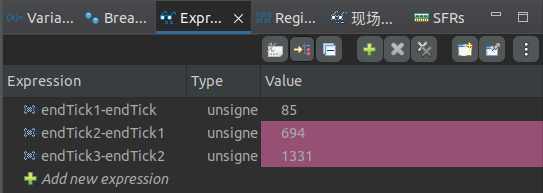 Varia... Brea... Expr... Regi... 现场... SFRs
Expression Type Value
endTick1-endTick unsigne 85
endTick2-endTick1 unsigne 694
endTick3-endTick2 unsigne 1331
Add new expression